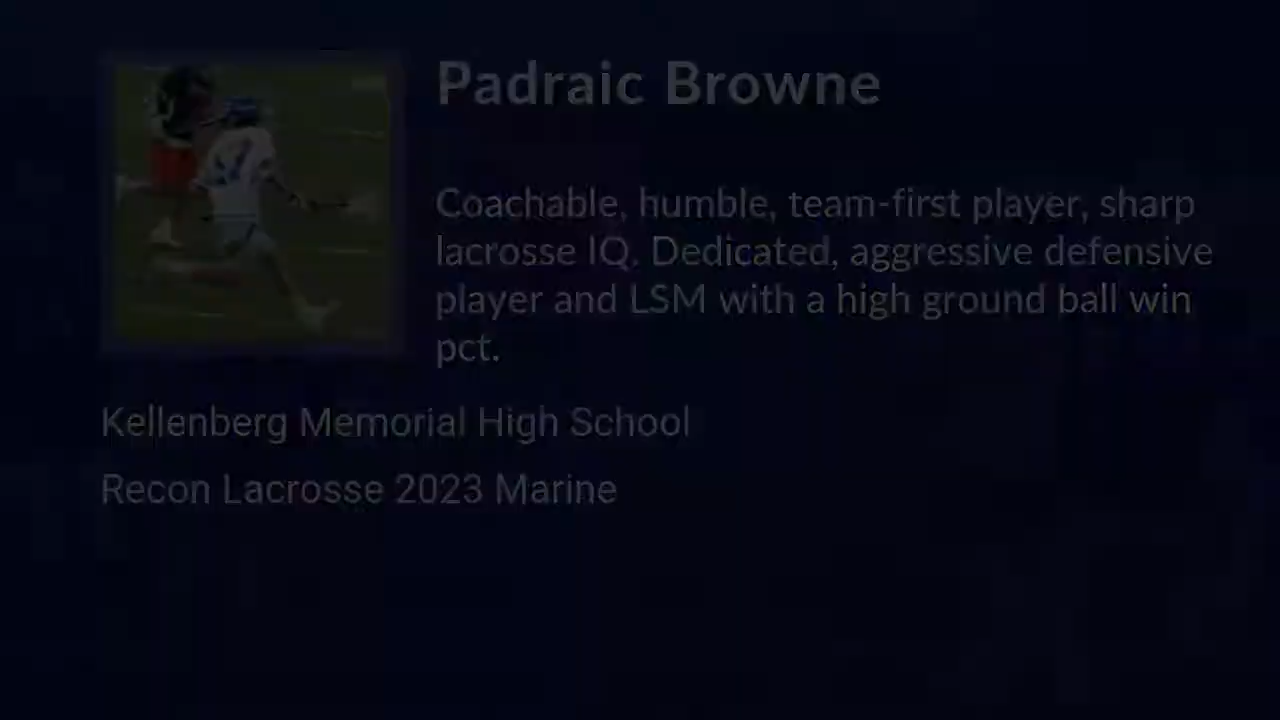 Padraic Browne
Coachable, humble, team-first player, sharp
lacrosse IQ. Dedicated, aggressive defensive
player and LSM with a high ground ball win
pct.
Kellenberg Memorial High School
Recon Lacrosse 2023 Marine